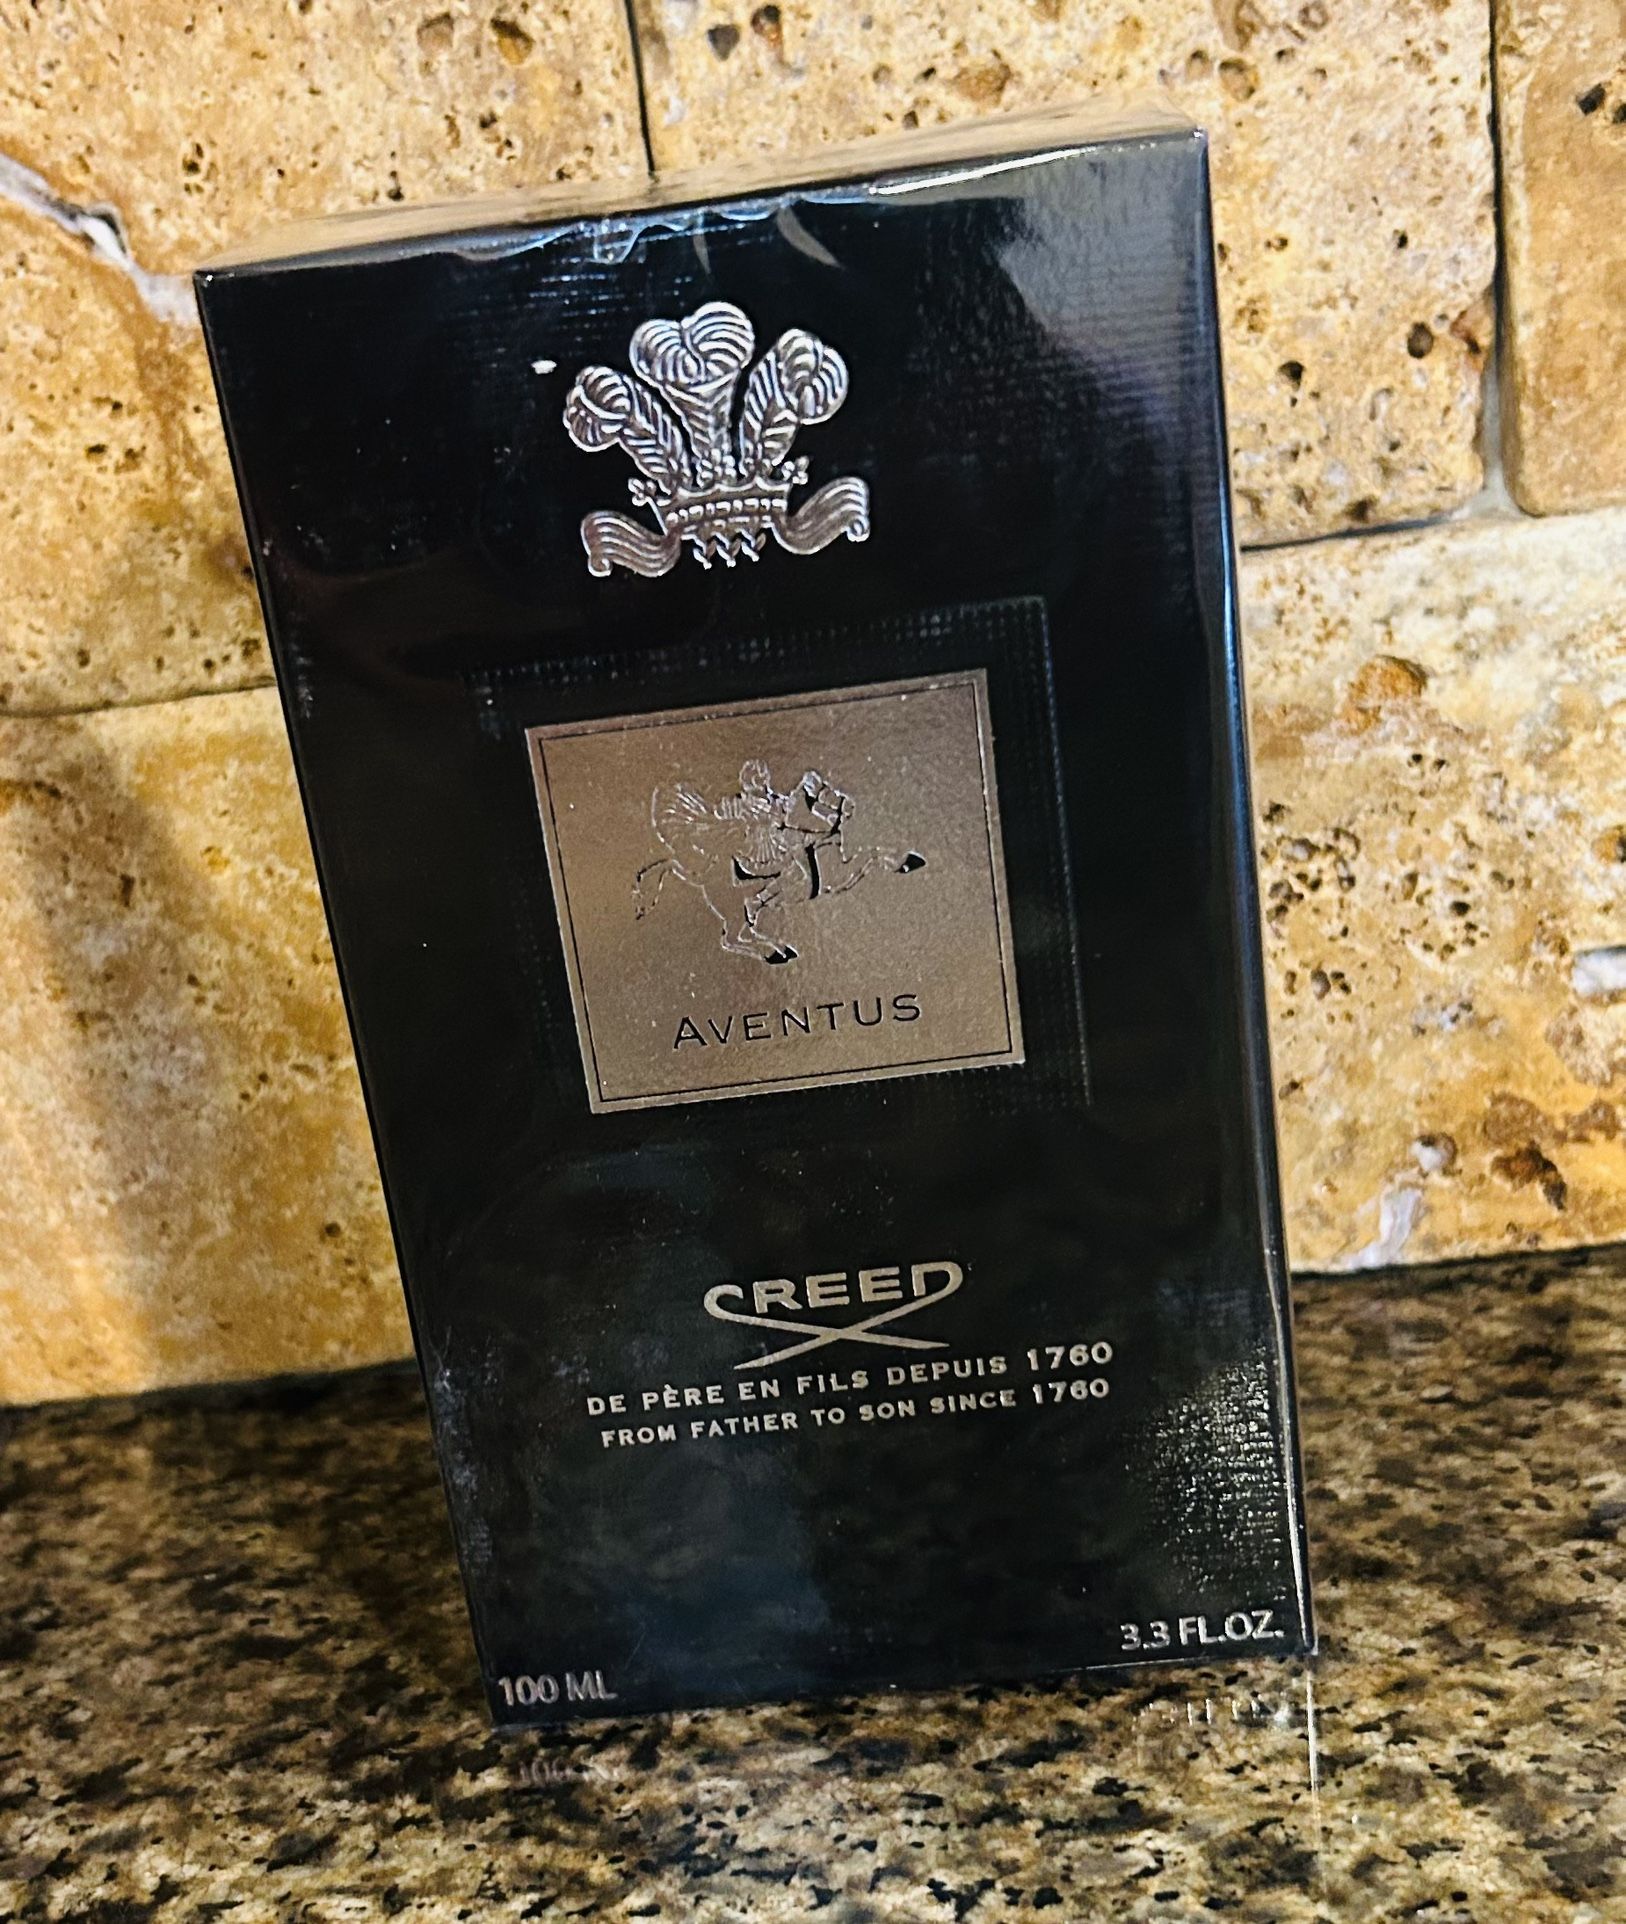 AVENTUS
CREED
DE PÈRE EN FILS DEPUIS 1760
FROM FATHER TO SON SINCE 1760
100 ML
3.3 FL.OZ.